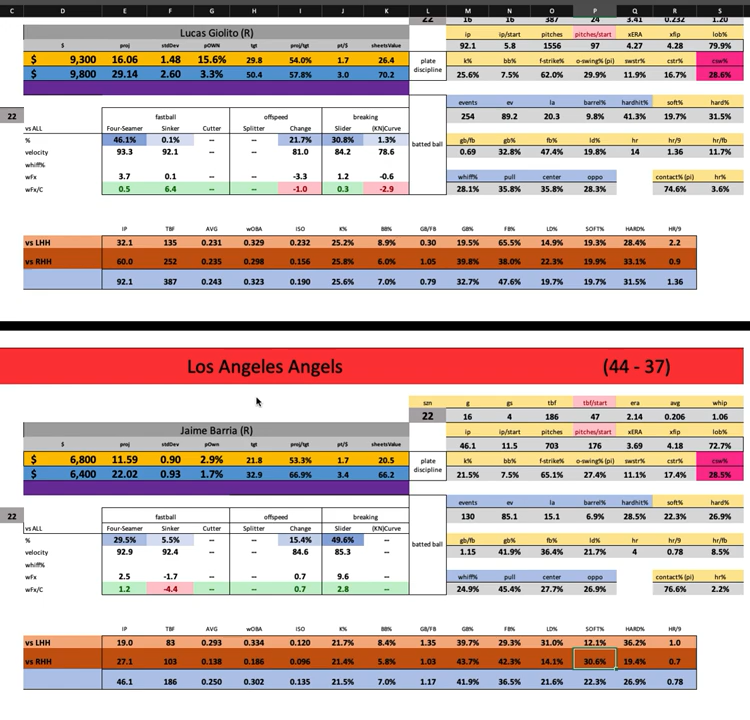 C D E F G H I J K L M N O P Q R S
22 16 16 387 24 3.41 0.232 1.20
Lucas Giolito (R) ip ip/start pitches pitches/start xERA xfip lob%
92.1 5.8 1556 97 4.27 4.28 79.9%
$ proj stdDev pOWN tgt proj/tgt pt/$ sheetsValue
$ 9,300 16.06 1.48 15.6% 29.8 54.0% 1.7 26.4 plate discipline k% bb% f-strike% o-swing% (pi) swstr% cstr% csw%
$ 9,800 29.14 2.60 3.3% 50.4 57.8% 3.0 70.2 25.6% 7.5% 62.0% 29.9% 11.9% 16.7% 28.6%
events ev la barrel% hardhit% soft% hard%
22 fastball offspeed breaking 254 89.2 20.3 9.8% 41.3% 19.7% 31.5%
vs ALL Four-Seamer Sinker Cutter Splitter Change Slider (KN)Curve
% 46.1% 0.1% -- -- 21.7% 30.8% 1.3% batted ball gb/fb gb% fb% ld% hr hr/9 hr/fb
velocity 93.3 92.1 -- -- 81.0 84.2 78.6 0.69 32.8% 47.4% 19.8% 14 1.36 11.7%
whiff%
wFx 3.7 0.1 -- -- -3.3 1.2 -0.6 whiff% pull center oppo contact% (pi) hr%
wFx/C 0.5 6.4 -- -- -1.0 0.3 -2.9 28.1% 35.8% 35.8% 28.3% 74.6% 3.6%
IP TBF AVG wOBA ISO K% BB% GB/FB GB% FB% LD% SOFT% HARD% HR/9
vs LHH 32.1 135 0.231 0.329 0.232 25.2% 8.9% 0.30 19.5% 65.5% 14.9% 19.3% 28.4% 2.2
vs RHH 60.0 252 0.235 0.298 0.156 25.8% 6.0% 1.05 39.8% 38.0% 22.3% 19.9% 33.1% 0.9
92.1 387 0.243 0.323 0.190 25.6% 7.0% 0.79 32.7% 47.6% 19.7% 19.7% 31.5% 1.36
Los Angeles Angels (44 - 37)
szn g gs tbf tbf/start era avg whip
22 16 4 186 47 2.14 0.206 1.06
Jaime Barria (R) ip ip/start pitches pitches/start xERA xfip lob%
46.1 11.5 703 176 3.69 4.18 72.7%
$ proj stdDev pOwn tgt proj/tgt pt/$ sheetsValue
$ 6,800 11.59 0.90 2.9% 21.8 53.3% 1.7 20.5 plate discipline k% bb% f-strike% o-swing% (pi) swstr% cstr% csw%
$ 6,400 22.02 0.93 1.7% 32.9 66.9% 3.4 66.2 21.5% 7.5% 65.1% 27.4% 11.1% 17.4% 28.5%
events ev la barrel% hardhit% soft% hard%
22 fastball offspeed breaking 130 85.1 15.1 6.9% 28.5% 22.3% 26.9%
vs ALL Four-Seamer Sinker Cutter Splitter Change Slider (KN)Curve
% 29.5% 5.5% -- -- 15.4% 49.6% -- batted ball gb/fb gb% fb% ld% hr hr/9 hr/fb
velocity 92.9 92.4 -- -- 84.6 85.3 -- 1.15 41.9% 36.4% 21.7% 4 0.78 8.5%
whiff%
wFx 2.5 -1.7 -- -- 0.7 9.6 -- whiff% pull center oppo contact% (pi) hr%
wFx/C 1.2 -4.4 -- -- 0.7 2.8 -- 24.9% 45.4% 27.7% 26.9% 76.6% 2.2%
IP TBF AVG wOBA ISO K% BB% GB/FB GB% FB% LD% SOFT% HARD% HR/9
vs LHH 19.0 83 0.293 0.334 0.120 21.7% 8.4% 1.35 39.7% 29.3% 31.0% 12.1% 36.2% 1.0
vs RHH 27.1 103 0.138 0.186 0.096 21.4% 5.8% 1.03 43.7% 42.3% 14.1% 30.6% 19.4% 0.7
46.1 186 0.250 0.302 0.135 21.5% 7.0% 1.17 41.9% 36.5% 21.6% 22.3% 26.9% 0.78